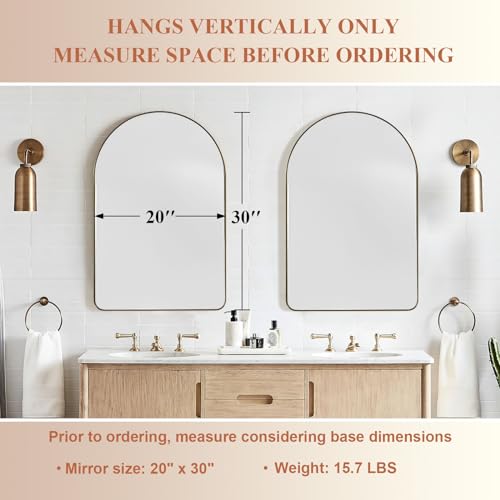 HANGS VERTICALLY ONLY
MEASURE SPACE BEFORE ORDERING
20"
30"
Prior to ordering, measure considering base dimensions
• Mirror size: 20" x 30"
• Weight: 15.7 LBS